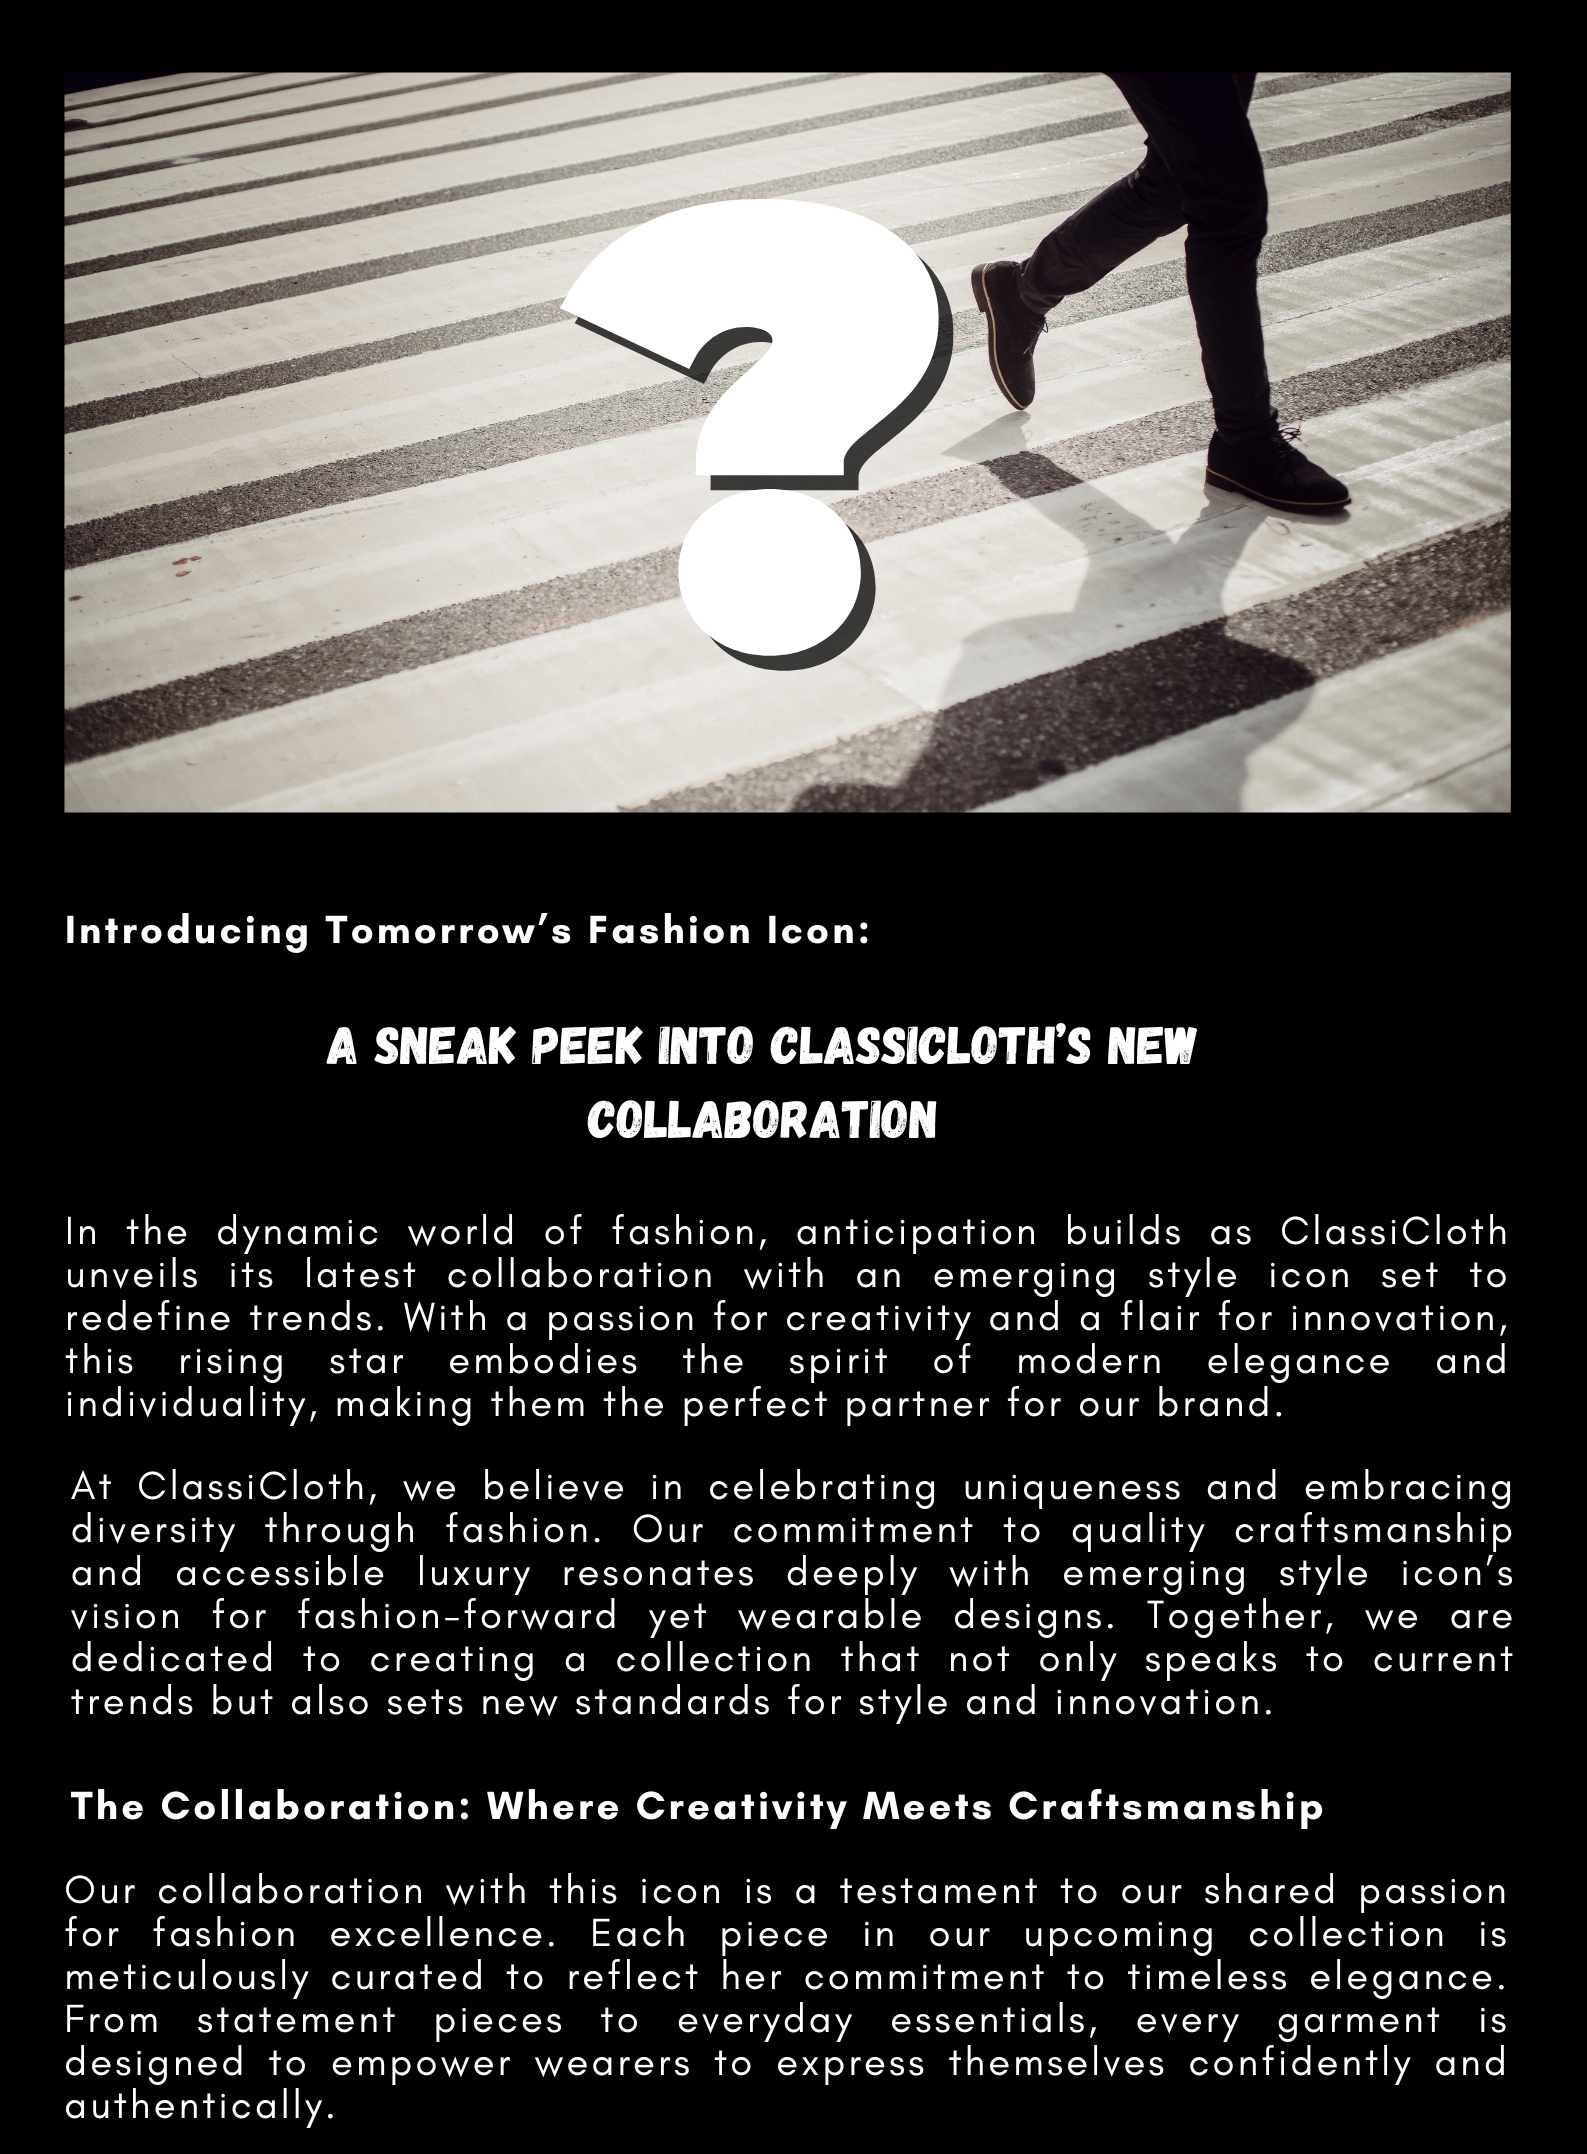 ?
Introducing Tomorrow’s Fashion Icon:
A SNEAK PEEK INTO CLASSICLOTH’S NEW
COLLABORATION
In the dynamic world of fashion, anticipation builds as ClassiCloth
unveils its latest collaboration with an emerging style icon set to
redefine trends. With a passion for creativity and a flair for innovation,
this rising star embodies the spirit of modern elegance and
individuality, making them the perfect partner for our brand.
At ClassiCloth, we believe in celebrating uniqueness and embracing
diversity through fashion. Our commitment to quality craftsmanship
and accessible luxury resonates deeply with emerging style icon’s
vision for fashion-forward yet wearable designs. Together, we are
dedicated to creating a collection that not only speaks to current
trends but also sets new standards for style and innovation.
The Collaboration: Where Creativity Meets Craftsmanship
Our collaboration with this icon is a testament to our shared passion
for fashion excellence. Each piece in our upcoming collection is
meticulously curated to reflect her commitment to timeless elegance.
From statement pieces to everyday essentials, every garment is
designed to empower wearers to express themselves confidently and
authentically.